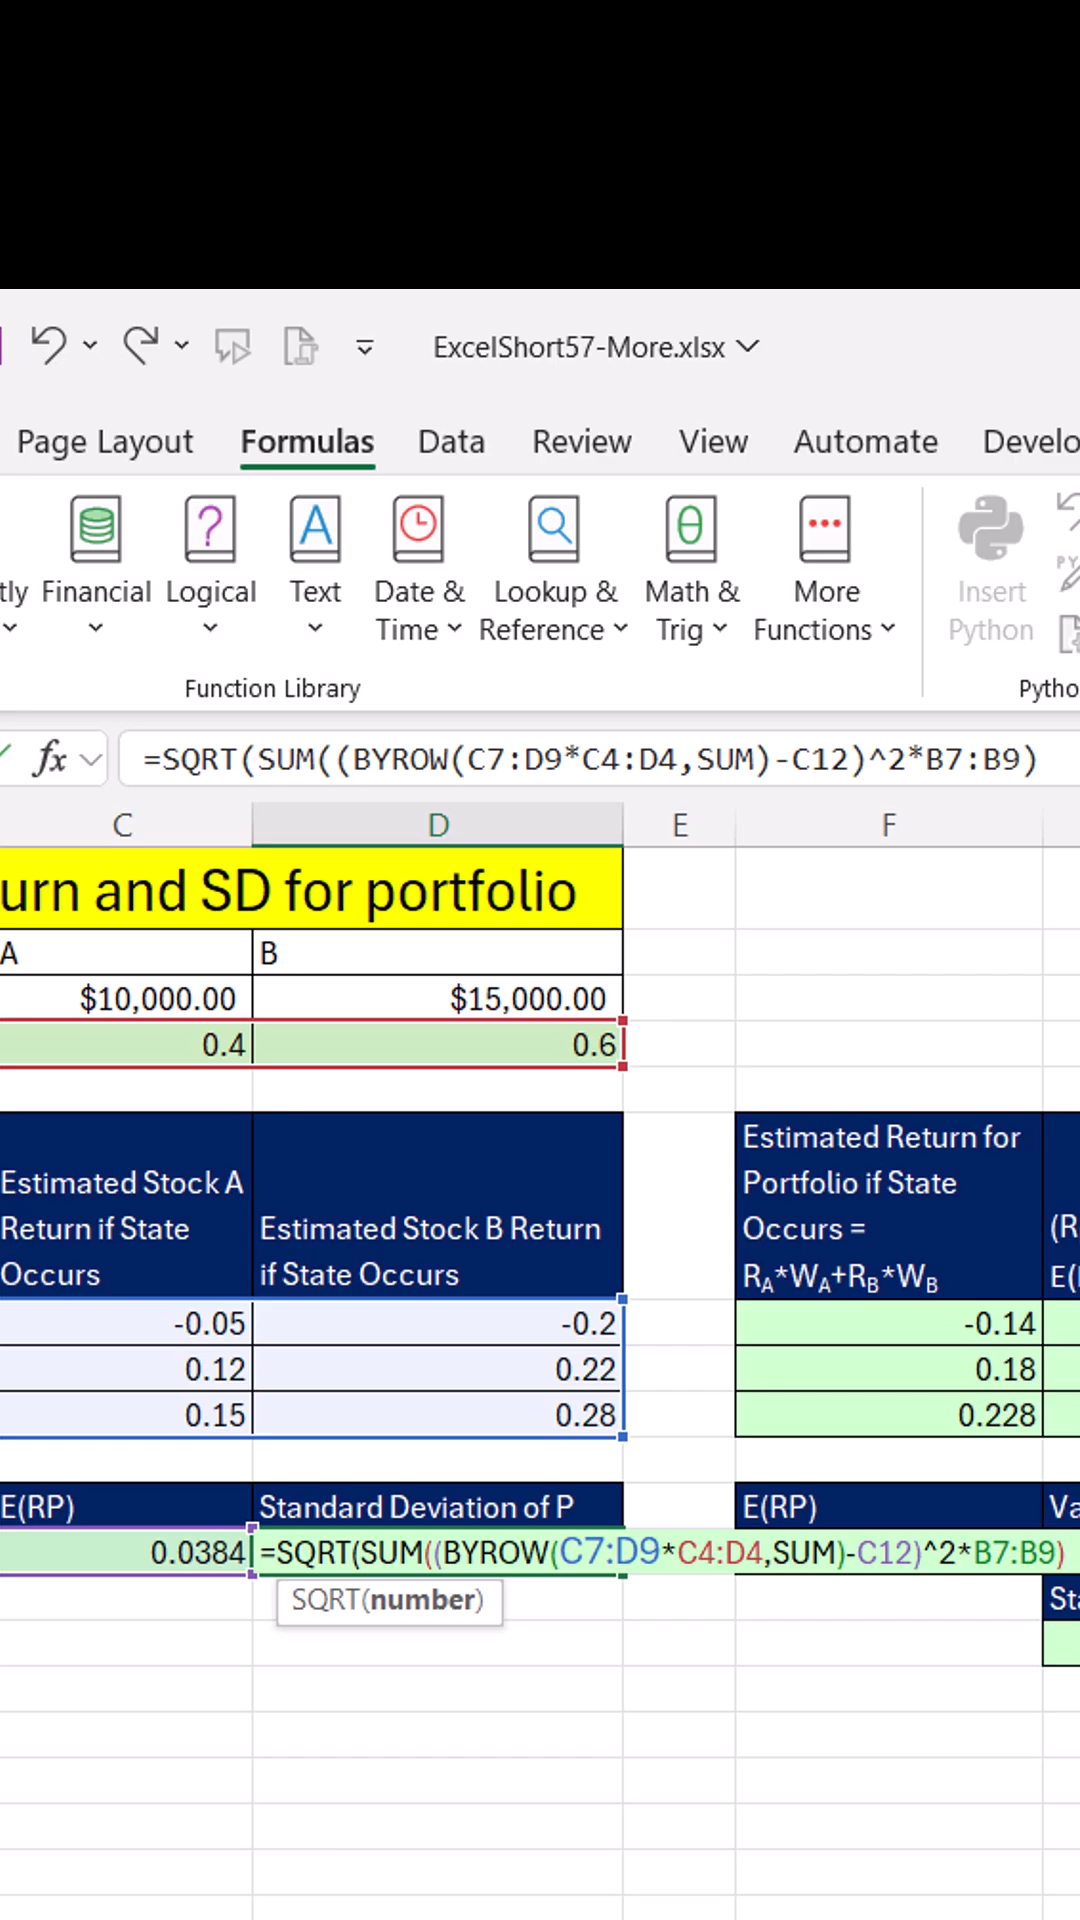 ExcelShort57-More.xlsx
Page Layout Formulas Data Review View Automate Develo
tly Financial Logical Text Date & Time Lookup & Reference Math & Trig More Functions Insert Python
Function Library Pytho
fx =SQRT(SUM((BYROW(C7:D9*C4:D4,SUM)-C12)^2*B7:B9)
C D E F
urn and SD for portfolio
A B
$10,000.00 $15,000.00
0.4 0.6
Estimated Stock A Return if State Occurs
Estimated Stock B Return if State Occurs
Estimated Return for Portfolio if State Occurs = RA*WA+RB*WB
(R
E(
-0.05 -0.2 -0.14
0.12 0.22 0.18
0.15 0.28 0.228
E(RP) Standard Deviation of P E(RP) Va
0.0384 =SQRT(SUM((BYROW(C7:D9*C4:D4,SUM)-C12)^2*B7:B9)
SQRT(number) Sta